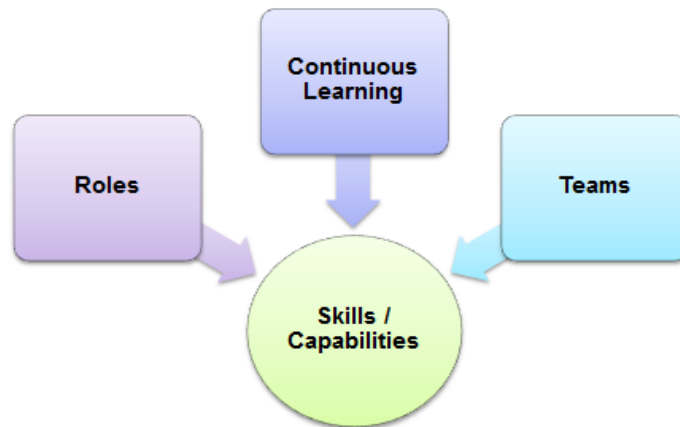 Continuous
Learning
Roles
Teams
Skills /
Capabilities